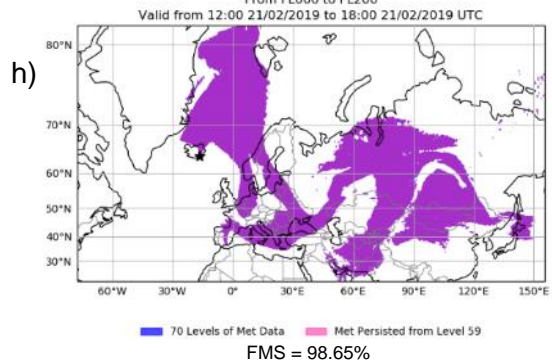 Valid from 12:00 21/02/2019 to 18:00 21/02/2019 UTC
h)
80°N
70°N
60°N
50°N
40°N
30°N
60°W 30°W 0° 30°E 60°E 90°E 120°E 150°E
70 Levels of Met Data Met Persisted from Level 59
FMS = 98.65%